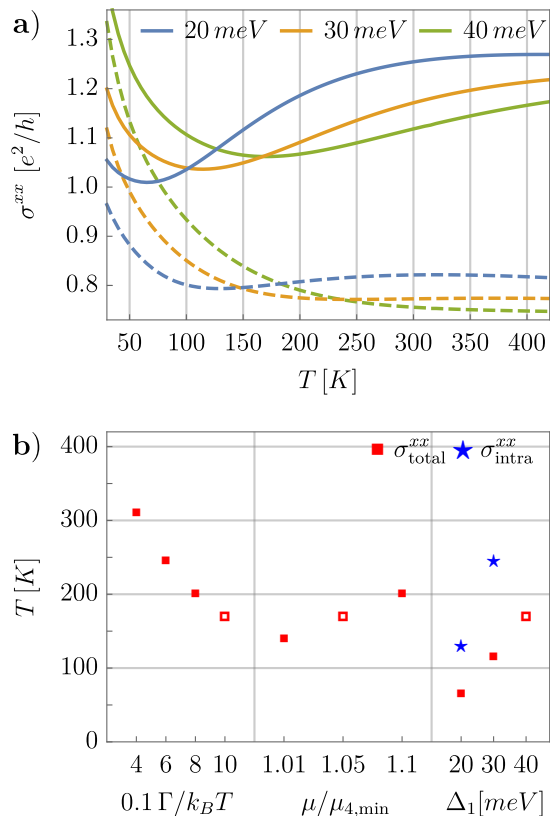 a)
20 meV 30 meV 40 meV
σ^xx [e²/h]
1.3
1.2
1.1
1.0
0.9
0.8
50 100 150 200 250 300 350 400
T [K]
b)
σ^xx_total σ^xx_intra
T [K]
400
300
200
100
0
4 6 8 10 1.01 1.05 1.1 20 30 40
0.1 Γ/k_BT μ/μ_4,min Δ_1[meV]